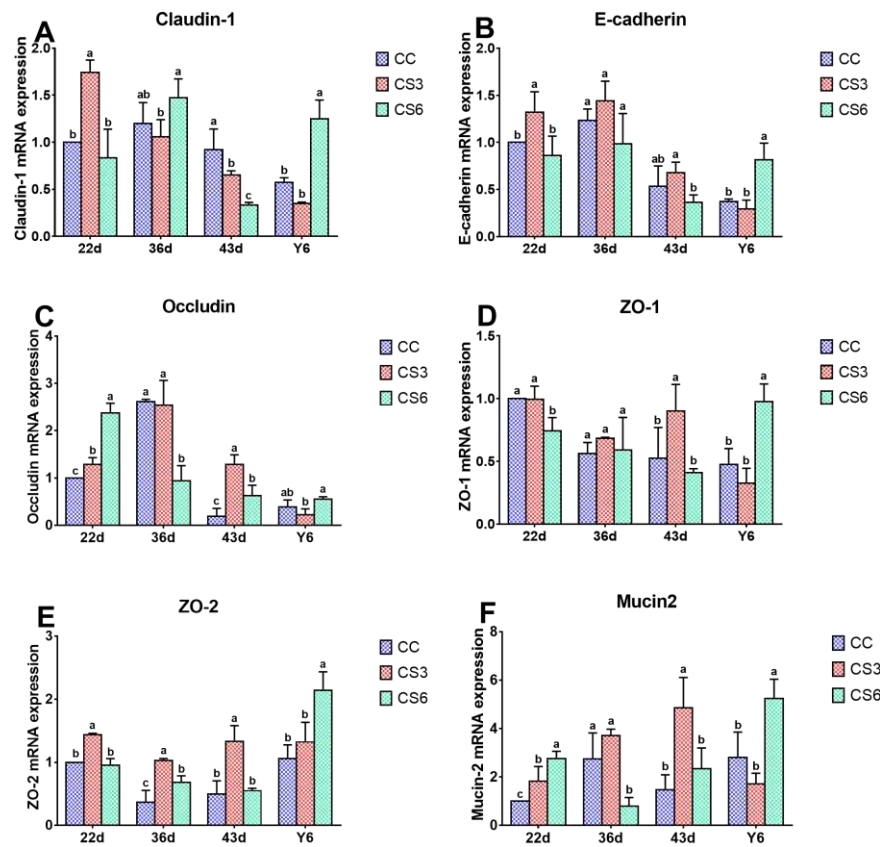 A
Claudin-1
Claudin-1 mRNA expression
2.0
1.5
1.0
0.5
0.0
b a b
ab b a
a b c
b b a
22d 36d 43d Y6
CC
CS3
CS6
B
E-cadherin
E-cadherin mRNA expression
2.0
1.5
1.0
0.5
0.0
b a b
a a a
ab a b
b b a
22d 36d 43d Y6
CC
CS3
CS6
C
Occludin
Occludin mRNA expression
4
3
2
1
0
c b a
a a b
c a b
ab b a
22d 36d 43d Y6
CC
CS3
CS6
D
ZO-1
ZO-1 mRNA expression
1.5
1.0
0.5
0.0
a a b
a a a
b a b
b b a
22d 36d 43d Y6
CC
CS3
CS6
E
ZO-2
ZO-2 mRNA expression
3
2
1
0
b a b
c a b
b a b
b b a
22d 36d 43d Y6
CC
CS3
CS6
F
Mucin2
Mucin-2 mRNA expression
8
6
4
2
0
c b a
a a b
b a b
b b a
22d 36d 43d Y6
CC
CS3
CS6